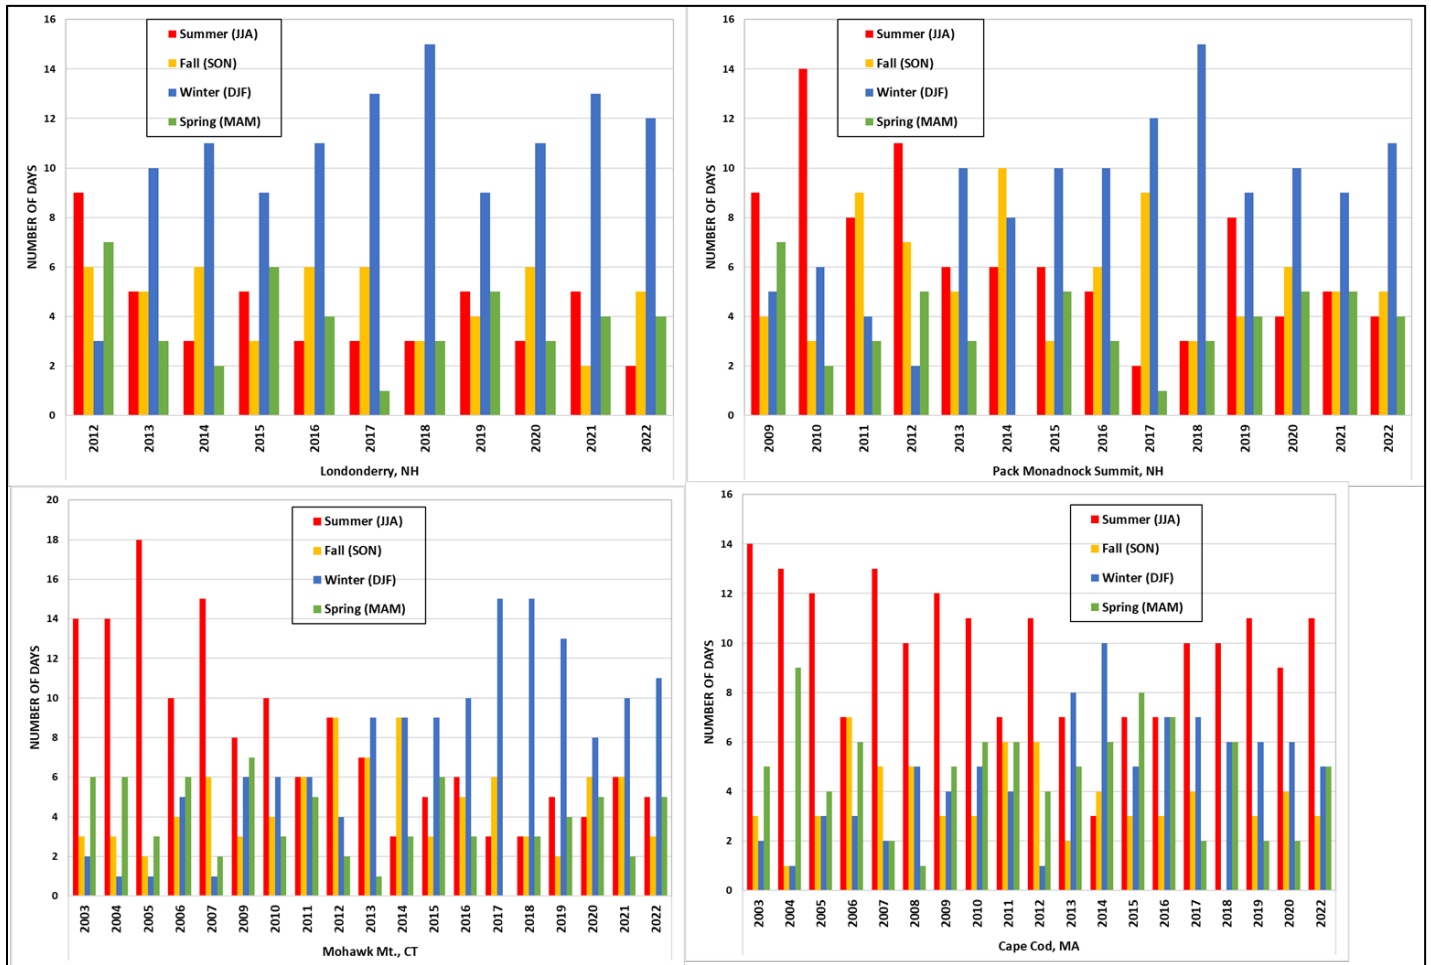 16
14
12
10
8
6
4
2
0
NUMBER OF DAYS
Summer (JJA)
Fall (SON)
Winter (DJF)
Spring (MAM)
2012 2013 2014 2015 2016 2017 2018 2019 2020 2021 2022
Londonderry, NH
16
14
12
10
8
6
4
2
0
NUMBER OF DAYS
Summer (JJA)
Fall (SON)
Winter (DJF)
Spring (MAM)
2009 2010 2011 2012 2013 2014 2015 2016 2017 2018 2019 2020 2021 2022
Pack Monadnock Summit, NH
20
18
16
14
12
10
8
6
4
2
0
NUMBER OF DAYS
Summer (JJA)
Fall (SON)
Winter (DJF)
Spring (MAM)
2003 2004 2005 2006 2007 2009 2010 2011 2012 2013 2014 2015 2016 2017 2018 2019 2020 2021 2022
Mohawk Mt., CT
16
14
12
10
8
6
4
2
0
NUMBER OF DAYS
Summer (JJA)
Fall (SON)
Winter (DJF)
Spring (MAM)
2003 2004 2005 2006 2007 2008 2009 2010 2011 2012 2013 2014 2015 2016 2017 2018 2019 2020 2022
Cape Cod, MA